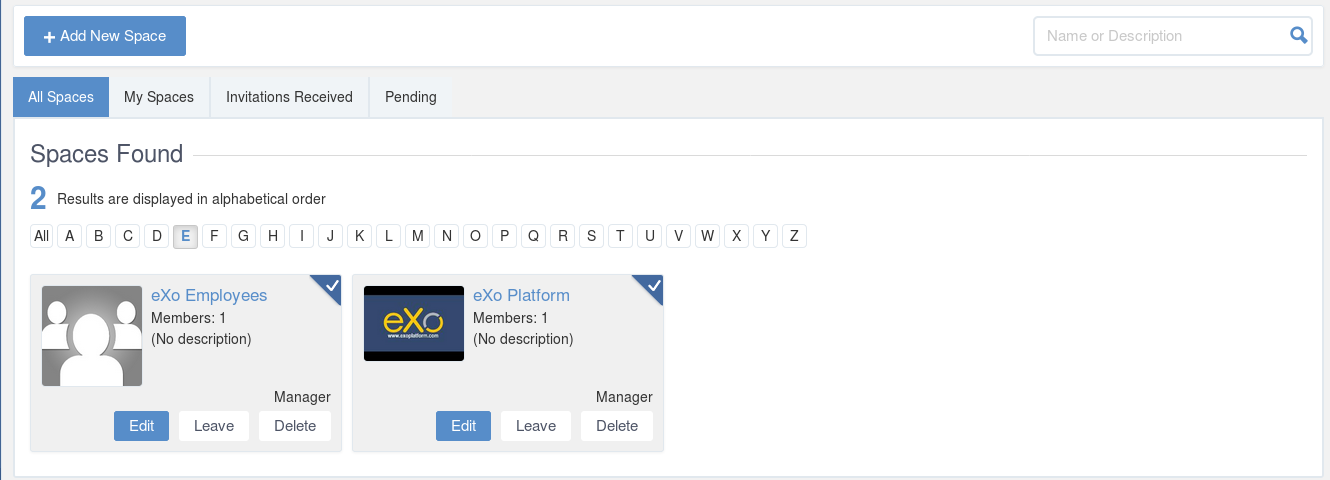 + Add New Space
Name or Description
All Spaces My Spaces Invitations Received Pending
Spaces Found
2 Results are displayed in alphabetical order
All A B C D E F G H I J K L M N O P Q R S T U V W X Y Z
eXo Employees
Members: 1
(No description)
Manager
Edit Leave Delete
eXo
www.exoplatform.com
eXo Platform
Members: 1
(No description)
Manager
Edit Leave Delete